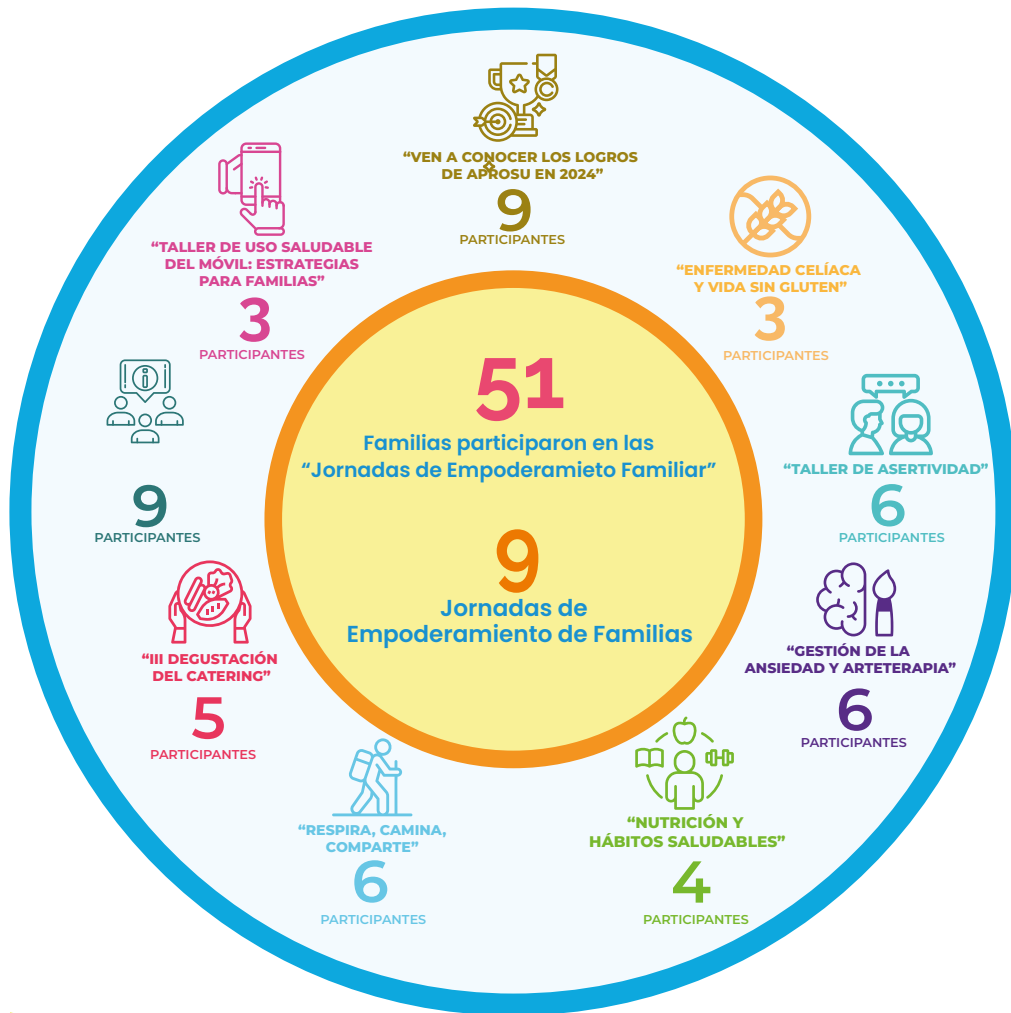 “VEN A CONOCER LOS LOGROS
DE APROSU EN 2024”
9
PARTICIPANTES
“ENFERMEDAD CELÍACA
Y VIDA SIN GLUTEN”
3
PARTICIPANTES
“TALLER DE ASERTIVIDAD”
6
PARTICIPANTES
“GESTIÓN DE LA
ANSIEDAD Y ARTETERAPIA”
6
PARTICIPANTES
“NUTRICIÓN Y
HÁBITOS SALUDABLES”
4
PARTICIPANTES
“RESPIRA, CAMINA,
COMPARTE”
6
PARTICIPANTES
“III DEGUSTACIÓN
DEL CATERING”
5
PARTICIPANTES
9
PARTICIPANTES
“TALLER DE USO SALUDABLE
DEL MÓVIL: ESTRATEGIAS
PARA FAMILIAS”
3
PARTICIPANTES
51
Familias participaron en las
“Jornadas de Empoderamieto Familiar”
9
Jornadas de
Empoderamiento de Familias